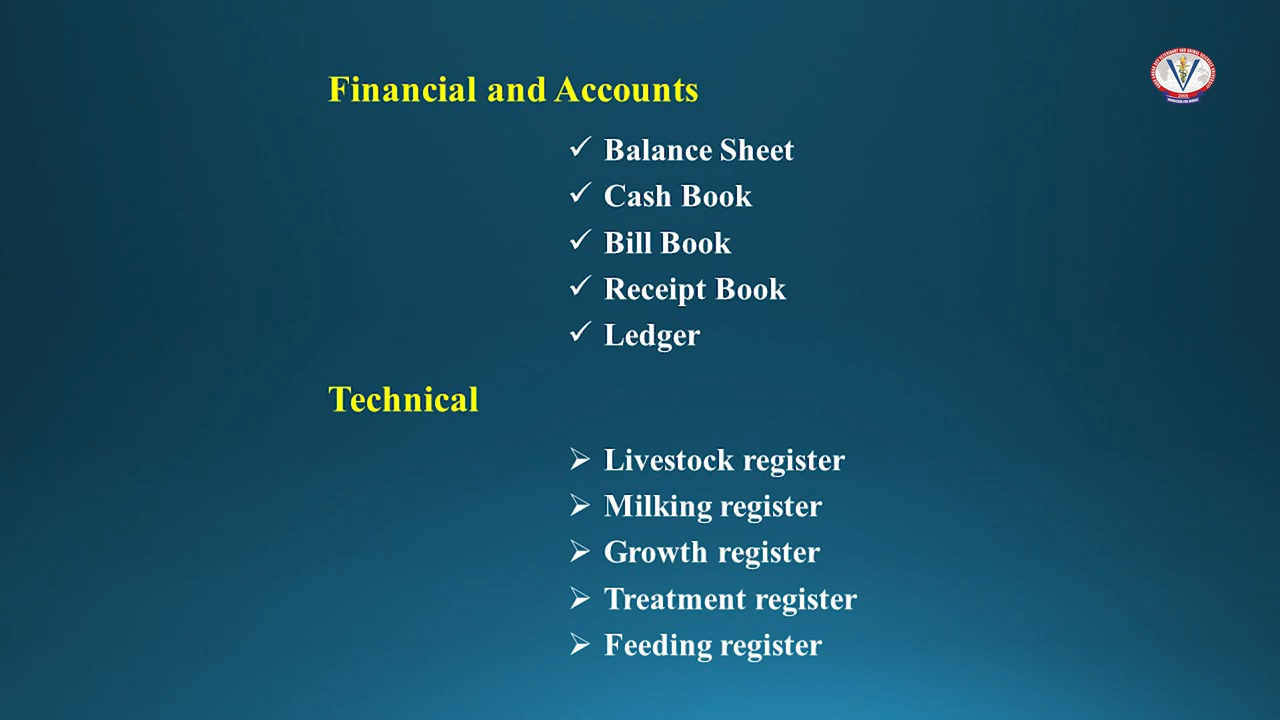 Financial and Accounts
✓ Balance Sheet
✓ Cash Book
✓ Bill Book
✓ Receipt Book
✓ Ledger
Technical
➢ Livestock register
➢ Milking register
➢ Growth register
➢ Treatment register
➢ Feeding register